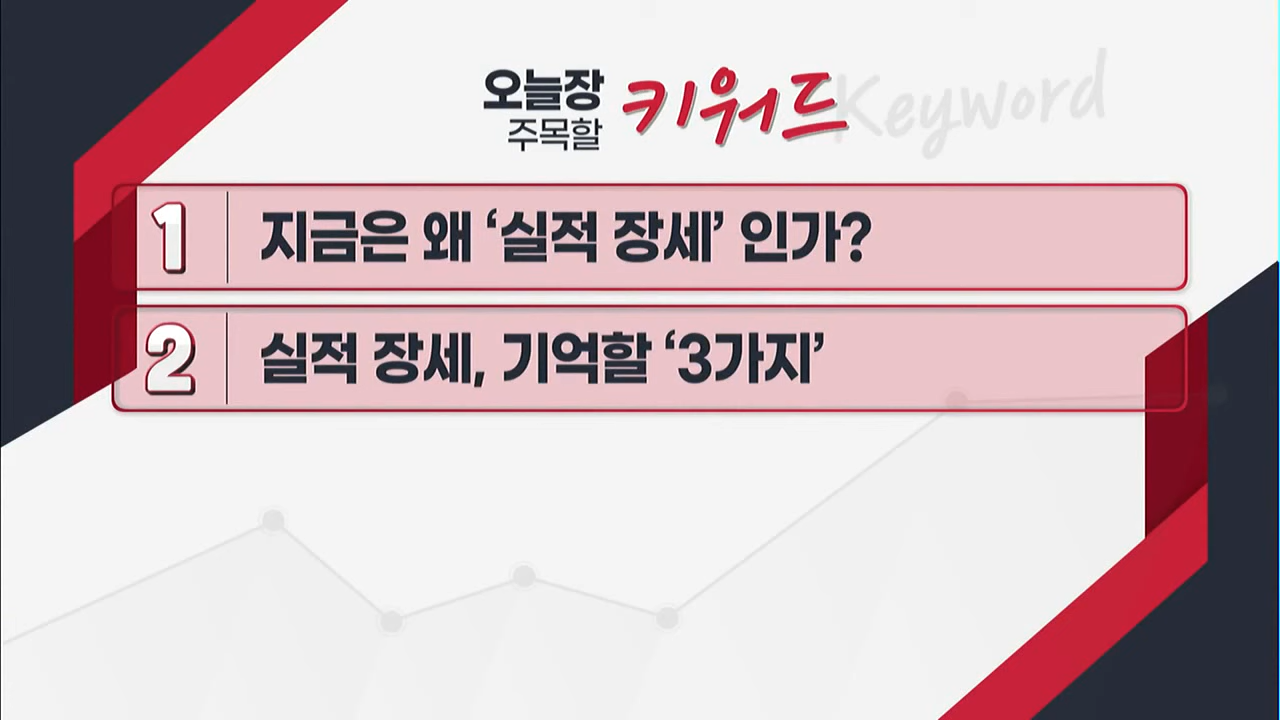 오늘장
주목할
키워드
Keyword
1 지금은 왜 ‘실적 장세’ 인가?
2 실적 장세, 기억할 ‘3가지’